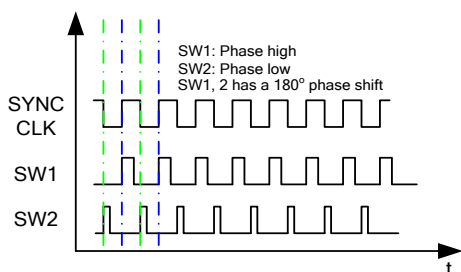 SW1: Phase high
SW2: Phase low
SW1, 2 has a 180° phase shift
SYNC
CLK
SW1
SW2
t